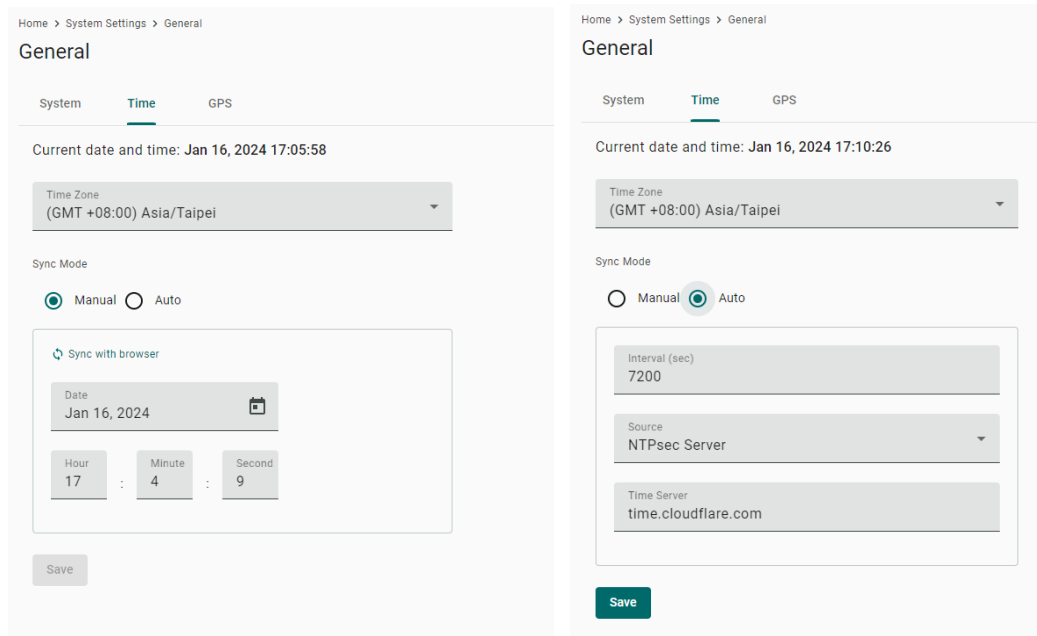 Home > System Settings > General
General
System Time GPS
Current date and time: Jan 16, 2024 17:05:58
Time Zone
(GMT +08:00) Asia/Taipei
Sync Mode
Manual Auto
Sync with browser
Date
Jan 16, 2024
Hour Minute Second
17 : 4 : 9
Save
Home > System Settings > General
General
System Time GPS
Current date and time: Jan 16, 2024 17:10:26
Time Zone
(GMT +08:00) Asia/Taipei
Sync Mode
Manual Auto
Interval (sec)
7200
Source
NTPsec Server
Time Server
time.cloudflare.com
Save